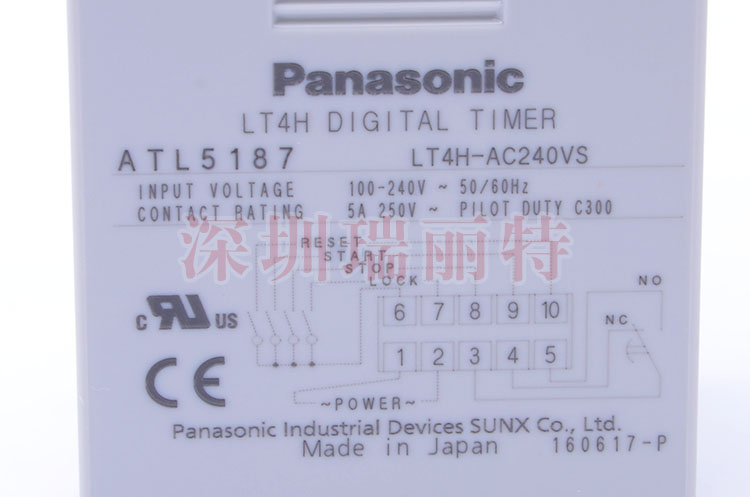 Panasonic
LT4H DIGITAL TIMER
ATL5187 LT4H-AC240VS
INPUT VOLTAGE 100-240V ~ 50/60Hz
CONTACT RATING 5A 250V ~ PILOT DUTY C300
深圳瑞丽特
RESET
START
STOP
LOCK
NO
6 7 8 9 10
NC
c RU US
1 2 3 4 5
CE
~POWER~
Panasonic Industrial Devices SUNX Co., Ltd.
Made in Japan 160617-P